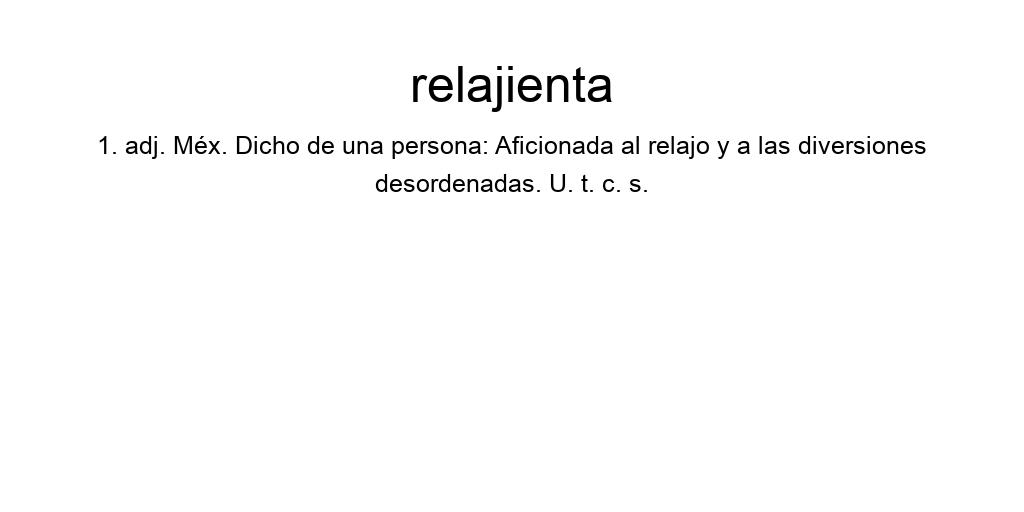 relajienta
1. adj. Méx. Dicho de una persona: Aficionada al relajo y a las diversiones
desordenadas. U. t. c. s.